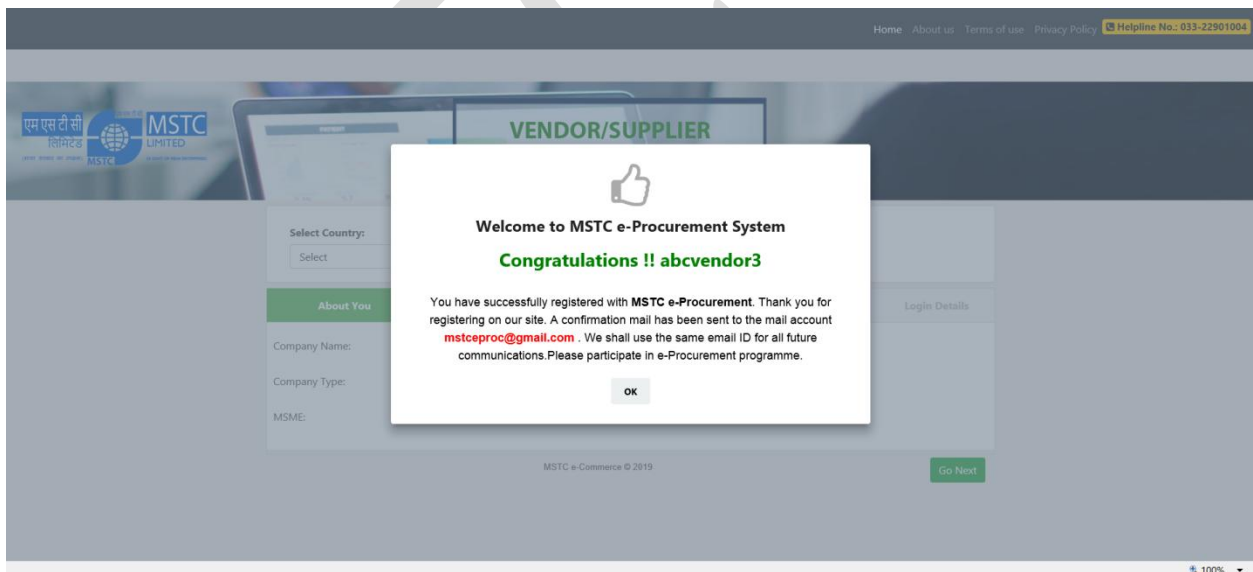 Home About us Terms of use Privacy Policy Helpline No.: 033-22901004
एम एस टी सी
लिमिटेड
MSTC
MSTC
LIMITED
VENDOR/SUPPLIER
Welcome to MSTC e-Procurement System
Congratulations !! abcvendor3
You have successfully registered with MSTC e-Procurement. Thank you for
registering on our site. A confirmation mail has been sent to the mail account
mstceproc@gmail.com . We shall use the same email ID for all future
communications.Please participate in e-Procurement programme.
OK
Select Country:
Select
About You
Login Details
Company Name:
Company Type:
MSME:
MSTC e-Commerce © 2019
Go Next
100%